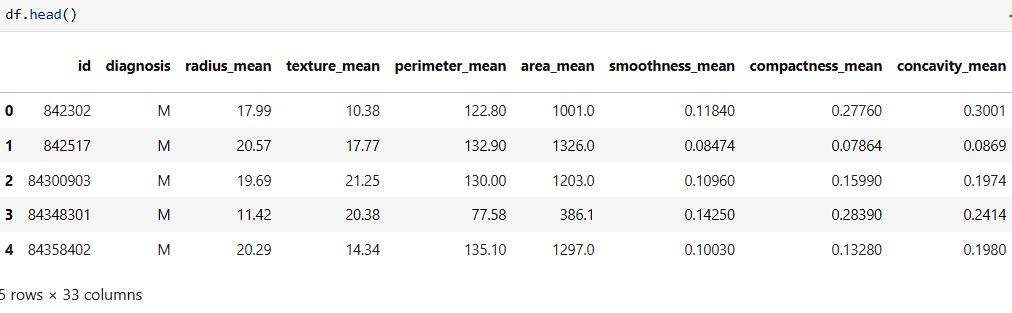 df.head()
id diagnosis radius_mean texture_mean perimeter_mean area_mean smoothness_mean compactness_mean concavity_mean
0 842302 M 17.99 10.38 122.80 1001.0 0.11840 0.27760 0.3001
1 842517 M 20.57 17.77 132.90 1326.0 0.08474 0.07864 0.0869
2 84300903 M 19.69 21.25 130.00 1203.0 0.10960 0.15990 0.1974
3 84348301 M 11.42 20.38 77.58 386.1 0.14250 0.28390 0.2414
4 84358402 M 20.29 14.34 135.10 1297.0 0.10030 0.13280 0.1980
5 rows × 33 columns